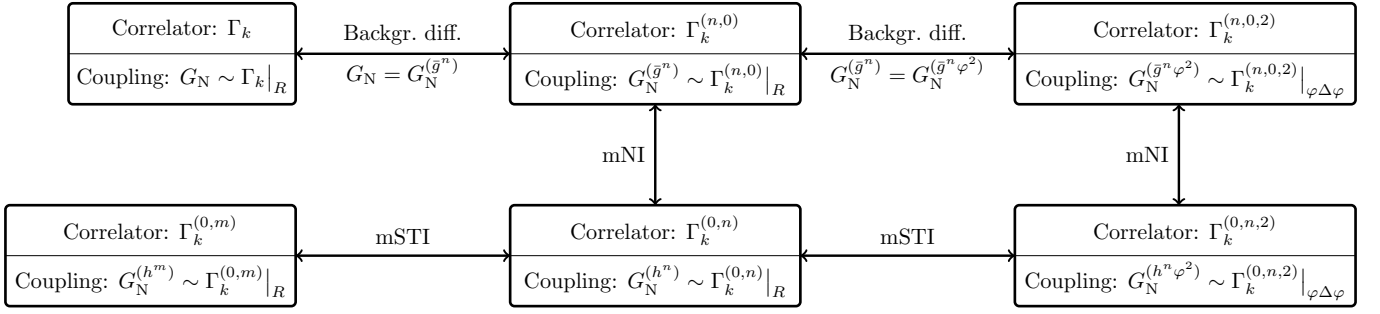 Correlator: Γ_k
Coupling: G_N ∼ Γ_k|_R
Backgr. diff.
G_N = G_N^{(ḡ^n)}
Correlator: Γ_k^{(n,0)}
Coupling: G_N^{(ḡ^n)} ∼ Γ_k^{(n,0)}|_R
Backgr. diff.
G_N^{(ḡ^n)} = G_N^{(ḡ^n φ^2)}
Correlator: Γ_k^{(n,0,2)}
Coupling: G_N^{(ḡ^n φ^2)} ∼ Γ_k^{(n,0,2)}|_{φΔφ}
mNI
mNI
Correlator: Γ_k^{(0,m)}
Coupling: G_N^{(h^m)} ∼ Γ_k^{(0,m)}|_R
mSTI
Correlator: Γ_k^{(0,n)}
Coupling: G_N^{(h^n)} ∼ Γ_k^{(0,n)}|_R
mSTI
Correlator: Γ_k^{(0,n,2)}
Coupling: G_N^{(h^n φ^2)} ∼ Γ_k^{(0,n,2)}|_{φΔφ}